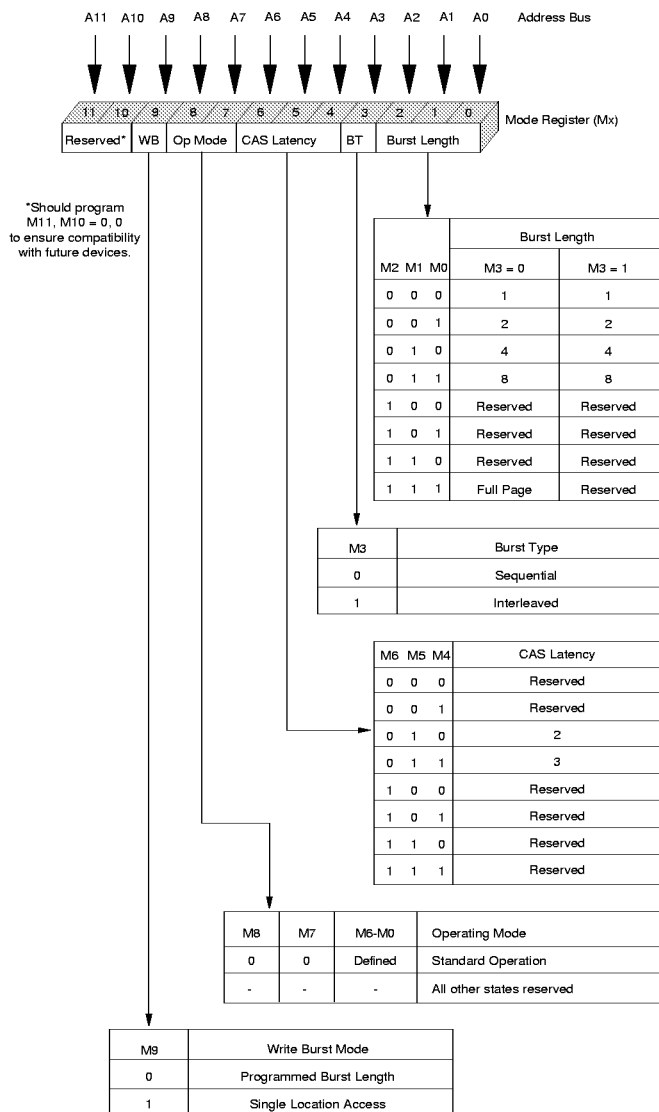 A11 A10 A9 A8 A7 A6 A5 A4 A3 A2 A1 A0 Address Bus
11 10 9 8 7 6 5 4 3 2 1 0
Mode Register (Mx)
Reserved* WB Op Mode CAS Latency BT Burst Length
*Should program
M11, M10 = 0, 0
to ensure compatibility
with future devices.
Burst Length
M2 M1 M0 M3 = 0 M3 = 1
0 0 0 1 1
0 0 1 2 2
0 1 0 4 4
0 1 1 8 8
1 0 0 Reserved Reserved
1 0 1 Reserved Reserved
1 1 0 Reserved Reserved
1 1 1 Full Page Reserved
M3 Burst Type
0 Sequential
1 Interleaved
M6 M5 M4 CAS Latency
0 0 0 Reserved
0 0 1 Reserved
0 1 0 2
0 1 1 3
1 0 0 Reserved
1 0 1 Reserved
1 1 0 Reserved
1 1 1 Reserved
M8 M7 M6-M0 Operating Mode
0 0 Defined Standard Operation
- - - All other states reserved
M9 Write Burst Mode
0 Programmed Burst Length
1 Single Location Access